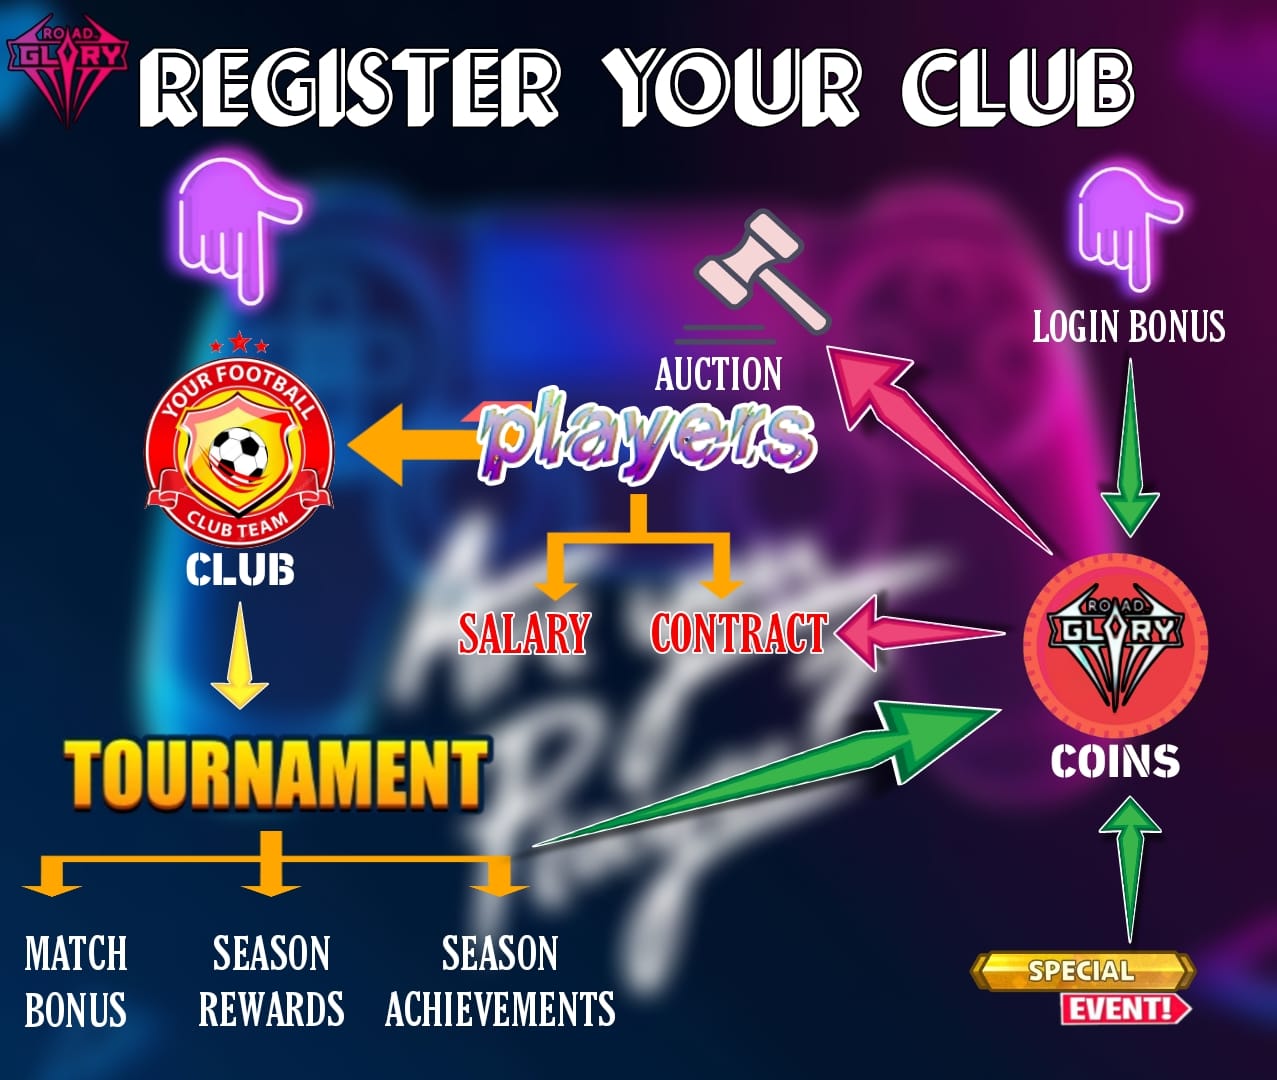 ROAD
GLORY
REGISTER YOUR CLUB
LOGIN BONUS
AUCTION
YOUR FOOTBALL
CLUB TEAM
players
CLUB
SALARY
CONTRACT
ROAD
GLORY
COINS
TOURNAMENT
MATCH
BONUS
SEASON
REWARDS
SEASON
ACHIEVEMENTS
SPECIAL
EVENT!